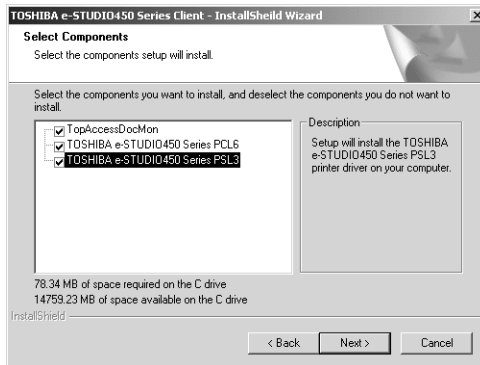 TOSHIBA e-STUDIO450 Series Client - InstallSheild Wizard
Select Components
Select the components setup will install.
Select the components you want to install, and deselect the components you do not want to
install.
TopAccessDocMon
TOSHIBA e-STUDIO450 Series PCL6
TOSHIBA e-STUDIO450 Series PSL3
Description
Setup will install the TOSHIBA
e-STUDIO450 Series PSL3
printer driver on your computer.
78.34 MB of space required on the C drive
14759.23 MB of space available on the C drive
InstallShield
< Back
Next >
Cancel